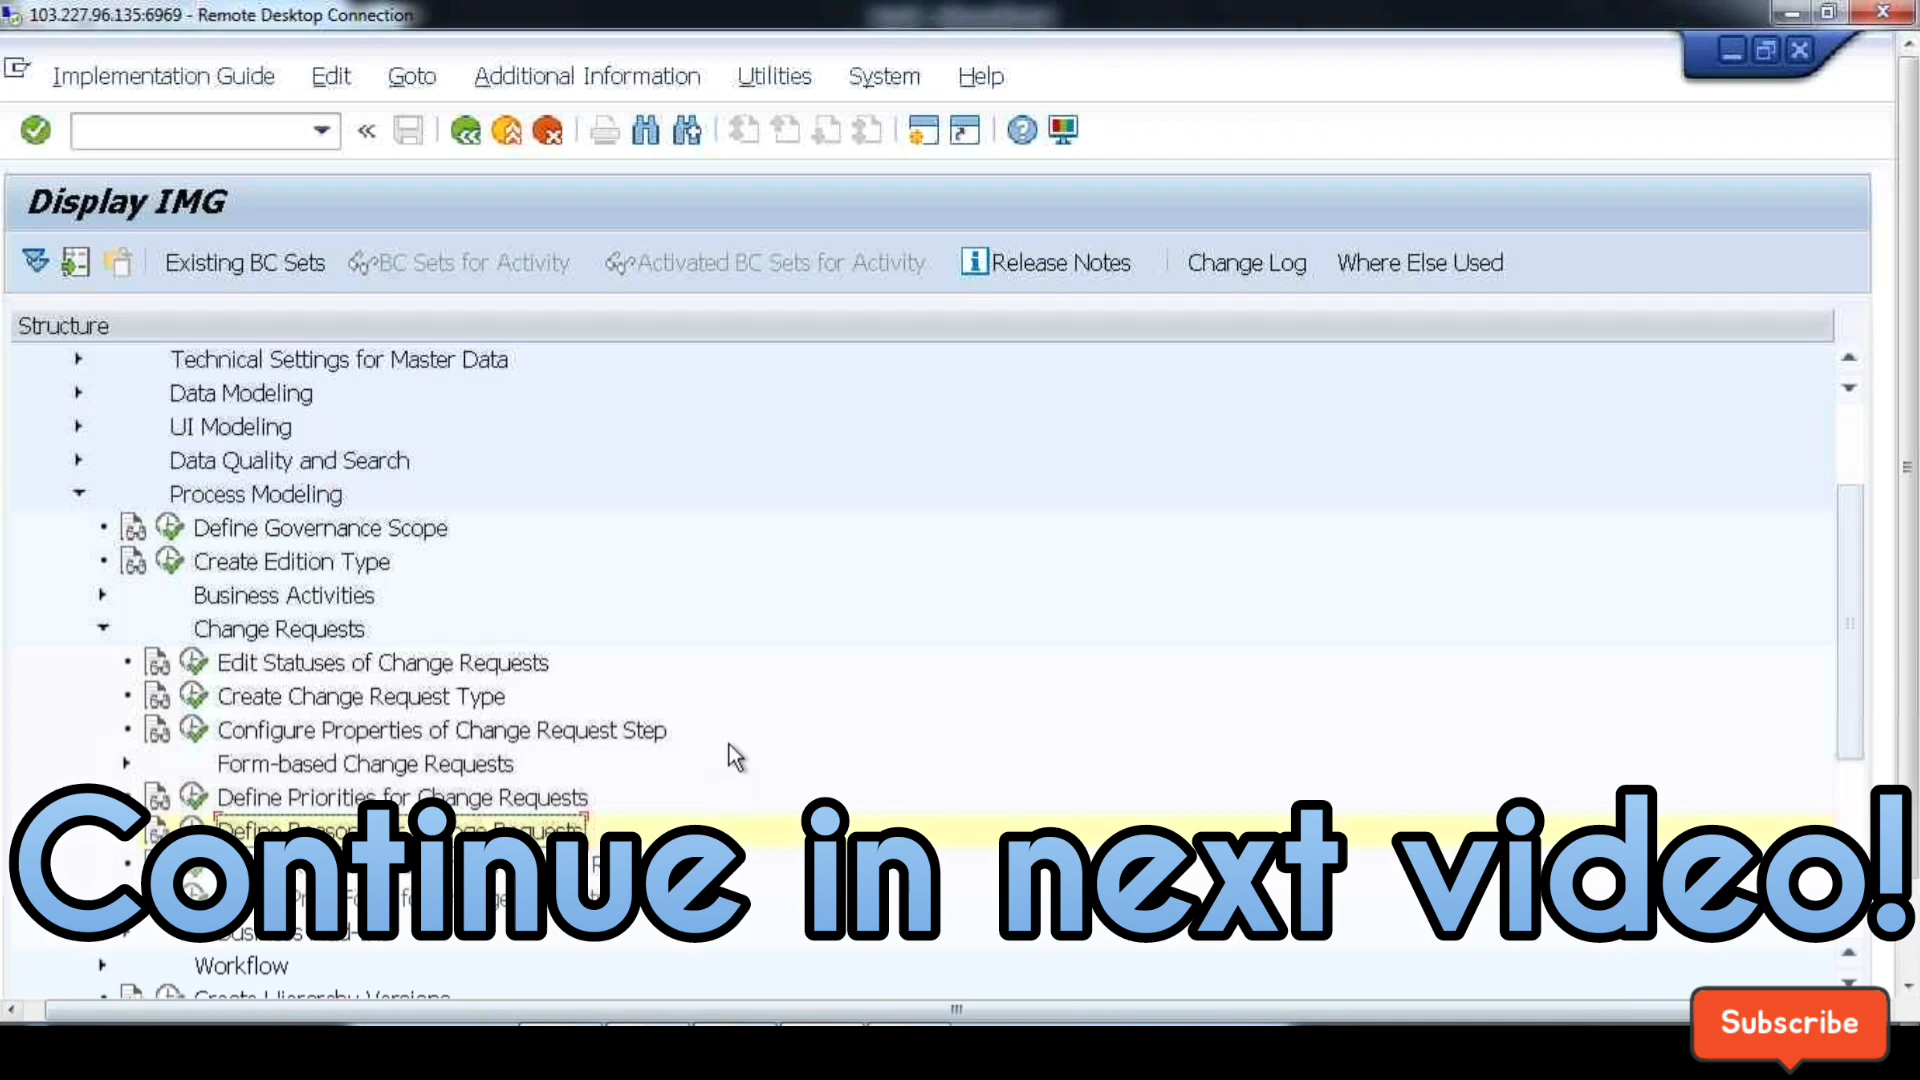 103.227.96.135:6969 - Remote Desktop Connection
Implementation Guide Edit Goto Additional Information Utilities System Help
Display IMG
Existing BC Sets BC Sets for Activity Activated BC Sets for Activity Release Notes Change Log Where Else Used
Structure
Technical Settings for Master Data
Data Modeling
UI Modeling
Data Quality and Search
Process Modeling
Define Governance Scope
Create Edition Type
Business Activities
Change Requests
Edit Statuses of Change Requests
Create Change Request Type
Configure Properties of Change Request Step
Form-based Change Requests
Define Priorities for Change Requests
Continue in next video!
Workflow
Create Hierarchy Versions
Subscribe